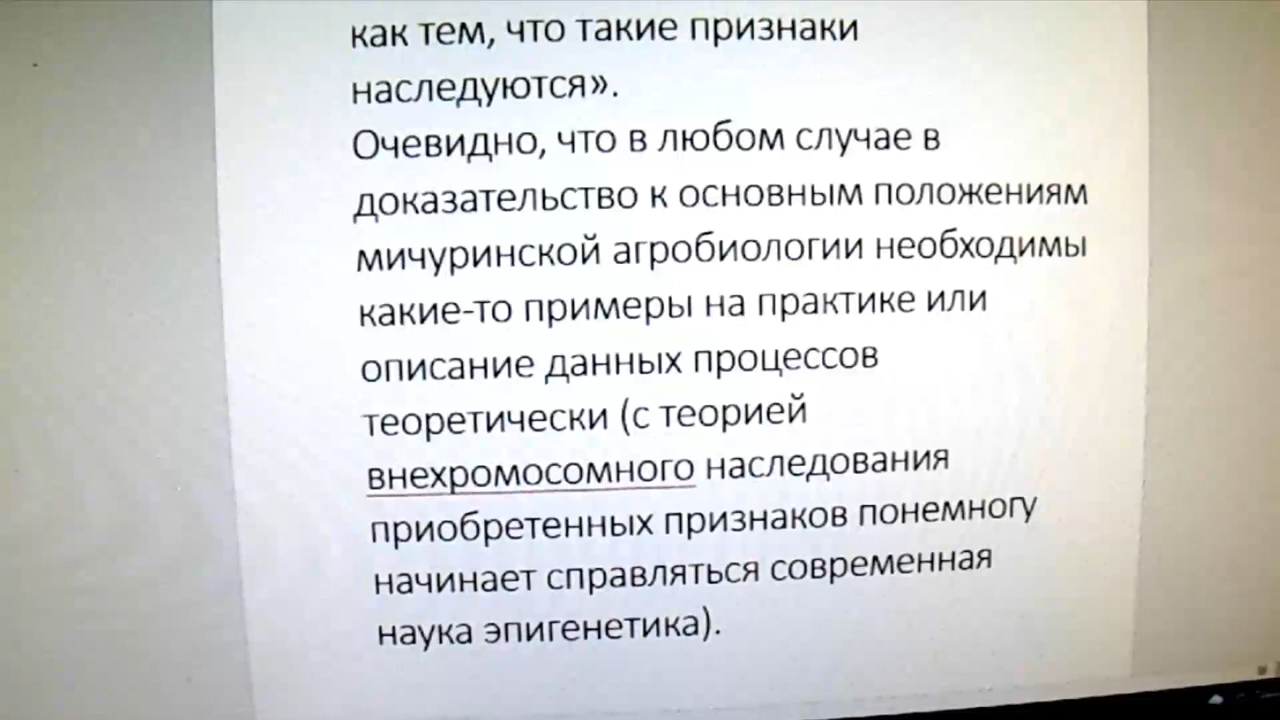 как тем, что такие признаки
наследуются».
Очевидно, что в любом случае в
доказательство к основным положениям
мичуринской агробиологии необходимы
какие-то примеры на практике или
описание данных процессов
теоретически (с теорией
внехромосомного наследования
приобретенных признаков понемногу
начинает справляться современная
наука эпигенетика).